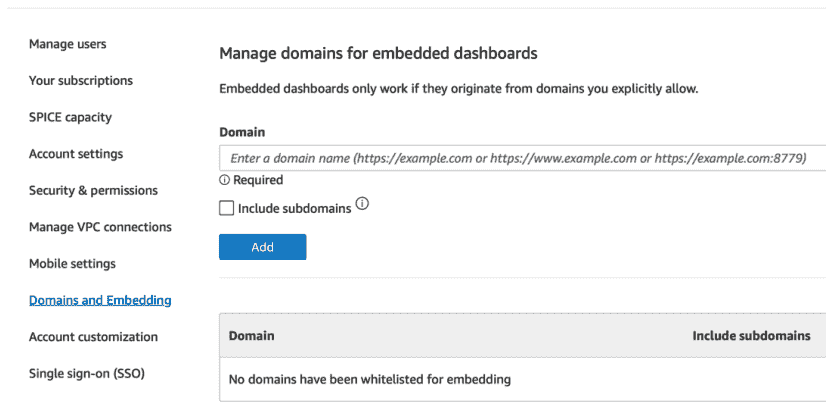 Manage users
Your subscriptions
SPICE capacity
Account settings
Security & permissions
Manage VPC connections
Mobile settings
Domains and Embedding
Account customization
Single sign-on (SSO)
Manage domains for embedded dashboards
Embedded dashboards only work if they originate from domains you explicitly allow.
Domain
Enter a domain name (https://example.com or https://www.example.com or https://example.com:8779)
Required
Include subdomains
Add
Domain Include subdomains
No domains have been whitelisted for embedding